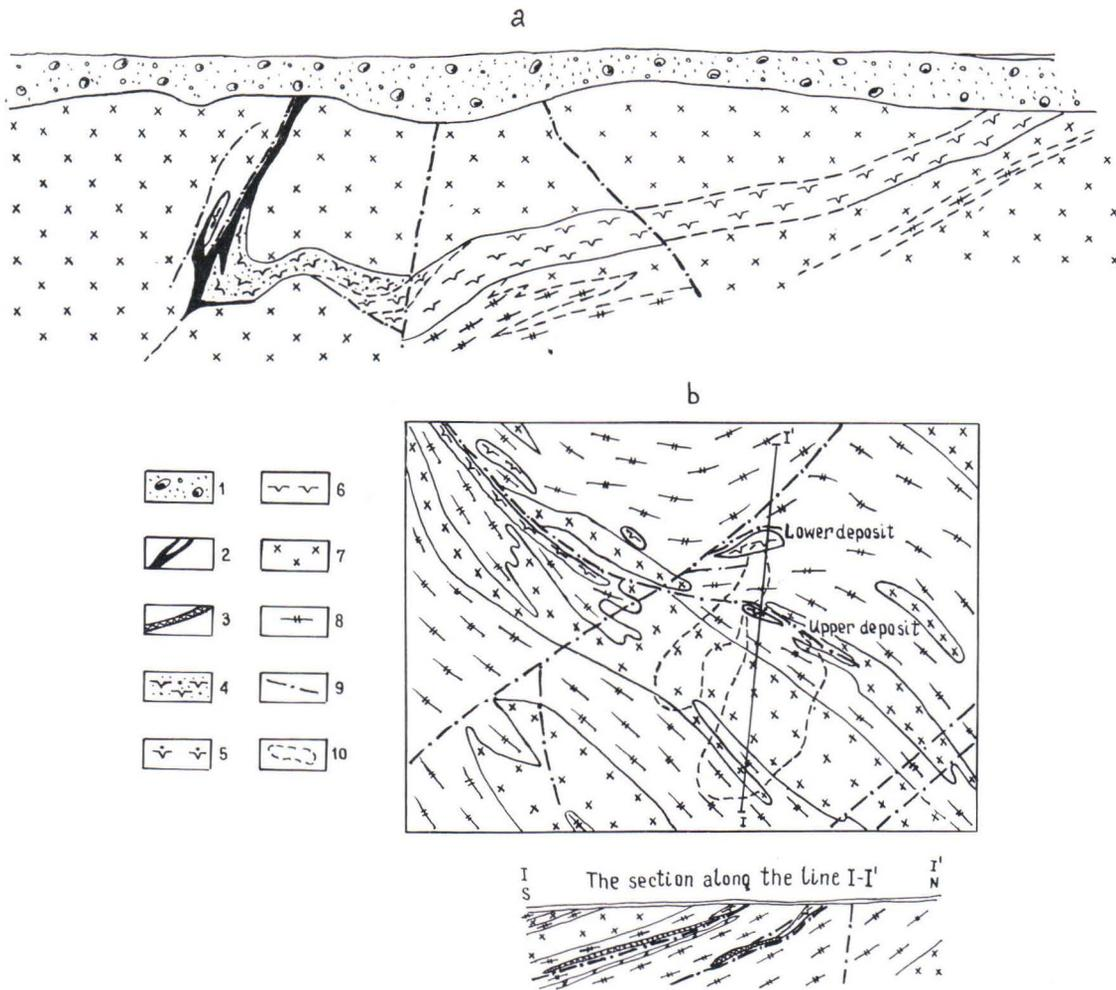 a
b
1
2
3
4
5
6
7
8
9
10
I'
Lower deposit
Upper deposit
I
I
S
The section along the line I-I'
I'
N